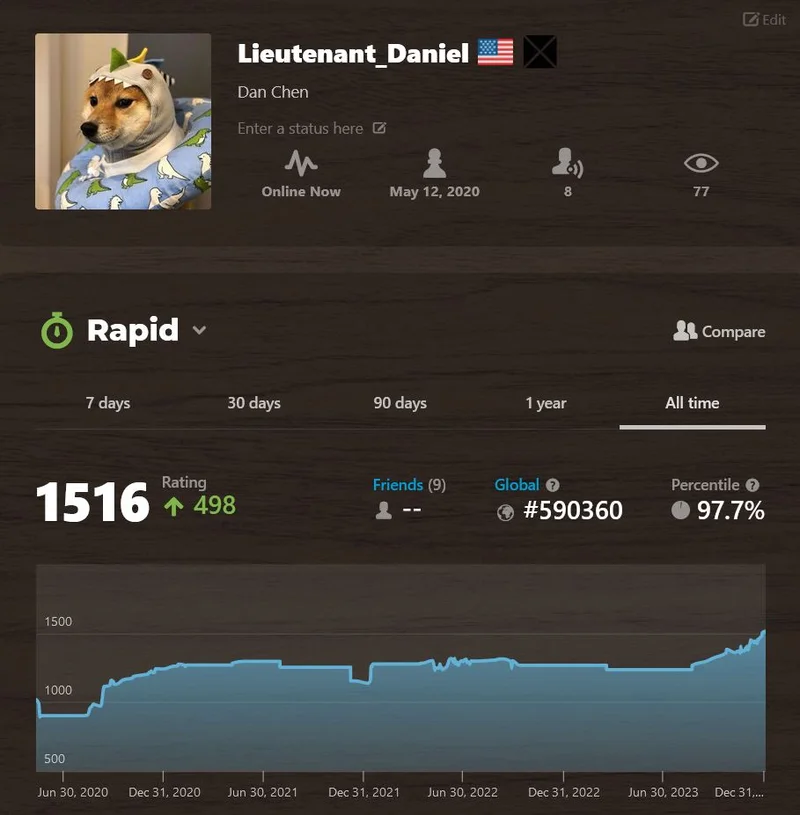 Edit
Lieutenant_Daniel
Dan Chen
Enter a status here
Online Now May 12, 2020 8 77
Rapid
Compare
7 days 30 days 90 days 1 year All time
Rating Friends (9) Global ? Percentile ?
1516 498 -- #590360 97.7%
1500
1000
500
Jun 30, 2020 Dec 31, 2020 Jun 30, 2021 Dec 31, 2021 Jun 30, 2022 Dec 31, 2022 Jun 30, 2023 Dec 31,...